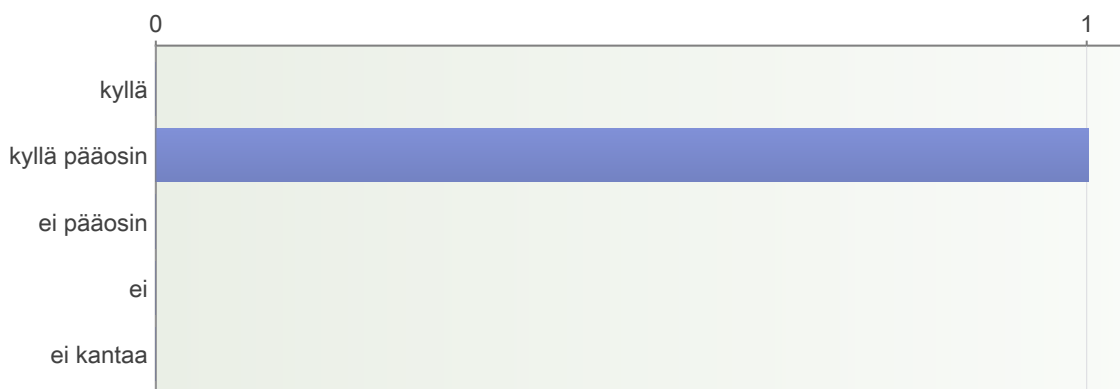 0 1
kyllä
kyllä pääosin
ei pääosin
ei
ei kantaa